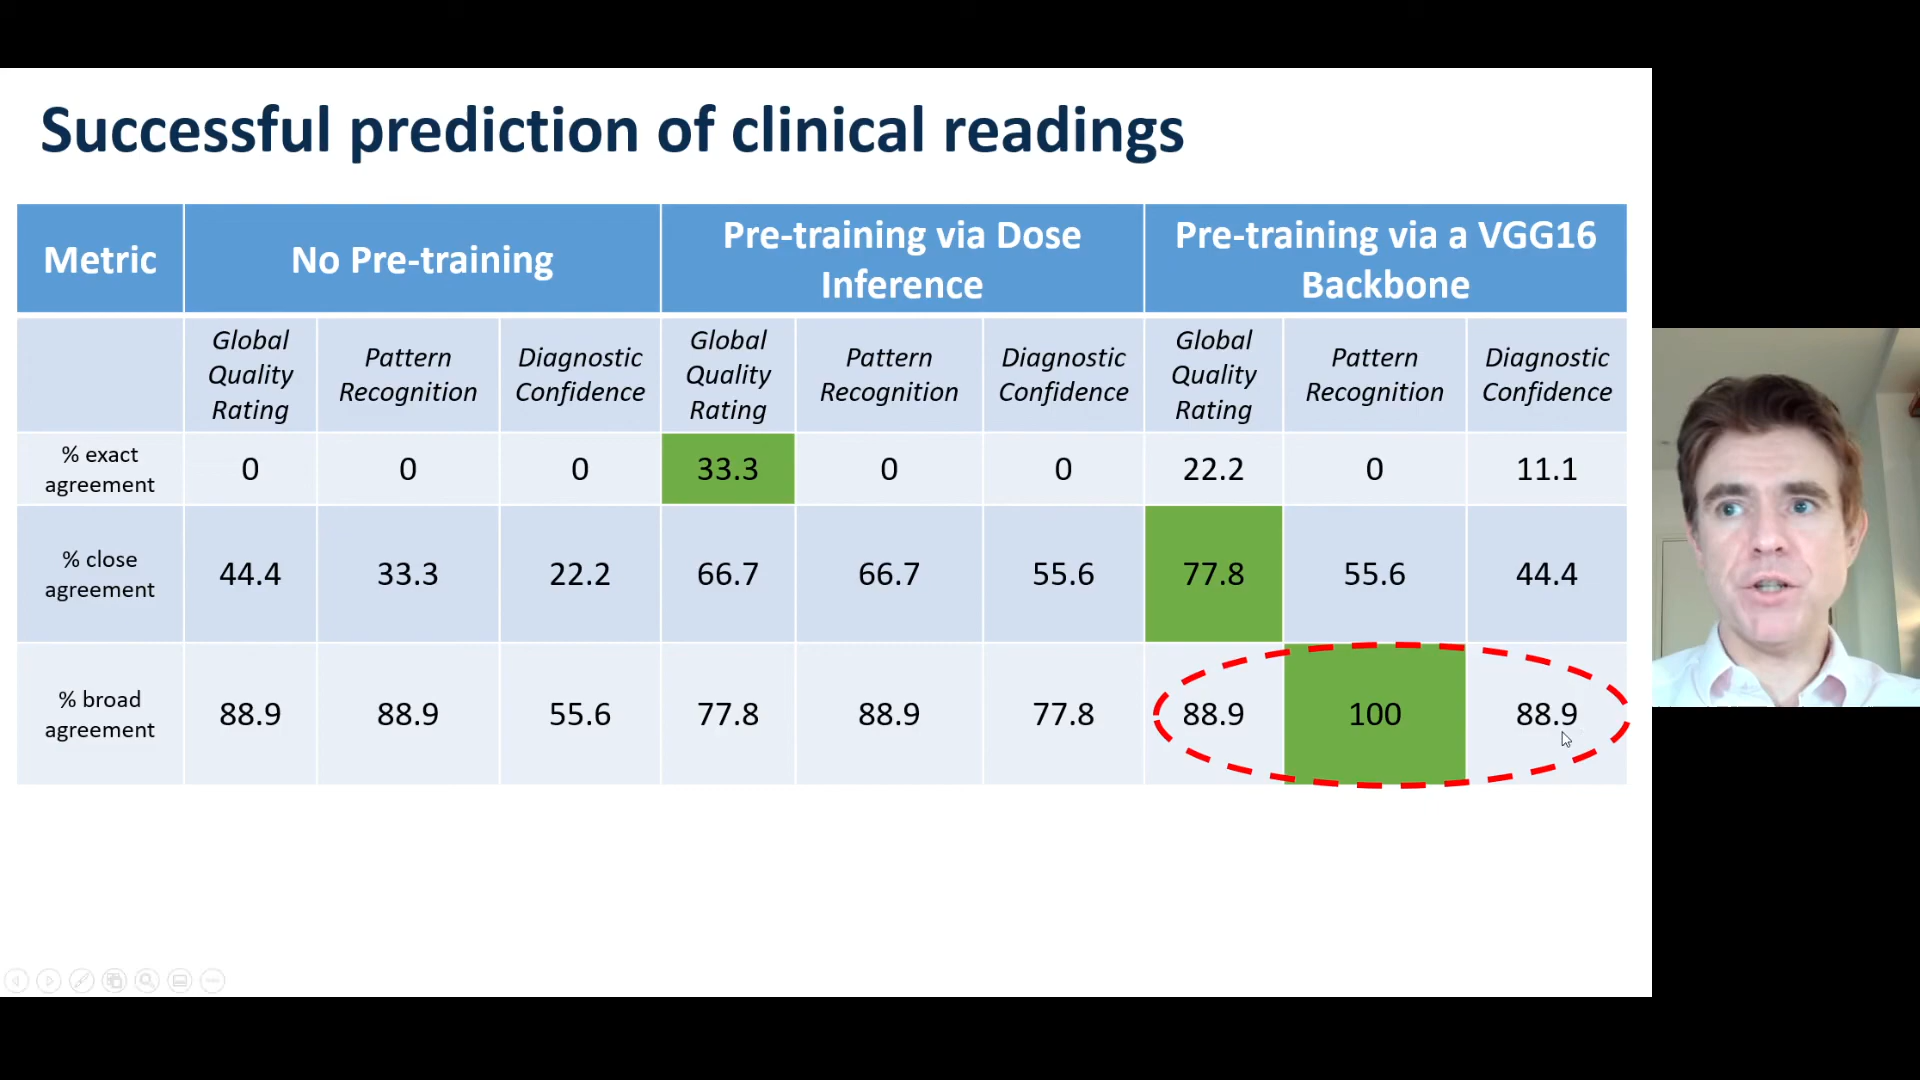 Successful prediction of clinical readings
Metric
No Pre-training
Pre-training via Dose
Inference
Pre-training via a VGG16
Backbone
Global
Quality
Rating
Pattern
Recognition
Diagnostic
Confidence
Global
Quality
Rating
Pattern
Recognition
Diagnostic
Confidence
Global
Quality
Rating
Pattern
Recognition
Diagnostic
Confidence
% exact
agreement
0 0 0 33.3 0 0 22.2 0 11.1
% close
agreement
44.4 33.3 22.2 66.7 66.7 55.6 77.8 55.6 44.4
% broad
agreement
88.9 88.9 55.6 77.8 88.9 77.8 88.9 100 88.9